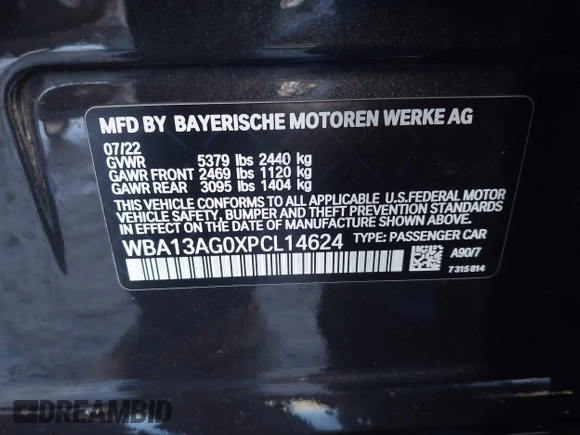 MFD BY BAYERISCHE MOTOREN WERKE AG
07/22
GVWR 5379 lbs 2440 kg
GAWR FRONT 2469 lbs 1120 kg
GAWR REAR 3095 lbs 1404 kg
THIS VEHICLE CONFORMS TO ALL APPLICABLE U.S.FEDERAL MOTOR
VEHICLE SAFETY, BUMPER AND THEFT PREVENTION STANDARDS
IN EFFECT ON THE DATE OF MANUFACTURE SHOWN ABOVE.
WBA13AG0XPCL14624 TYPE: PASSENGER CAR
A90/7
7 315 814
DREAMBID